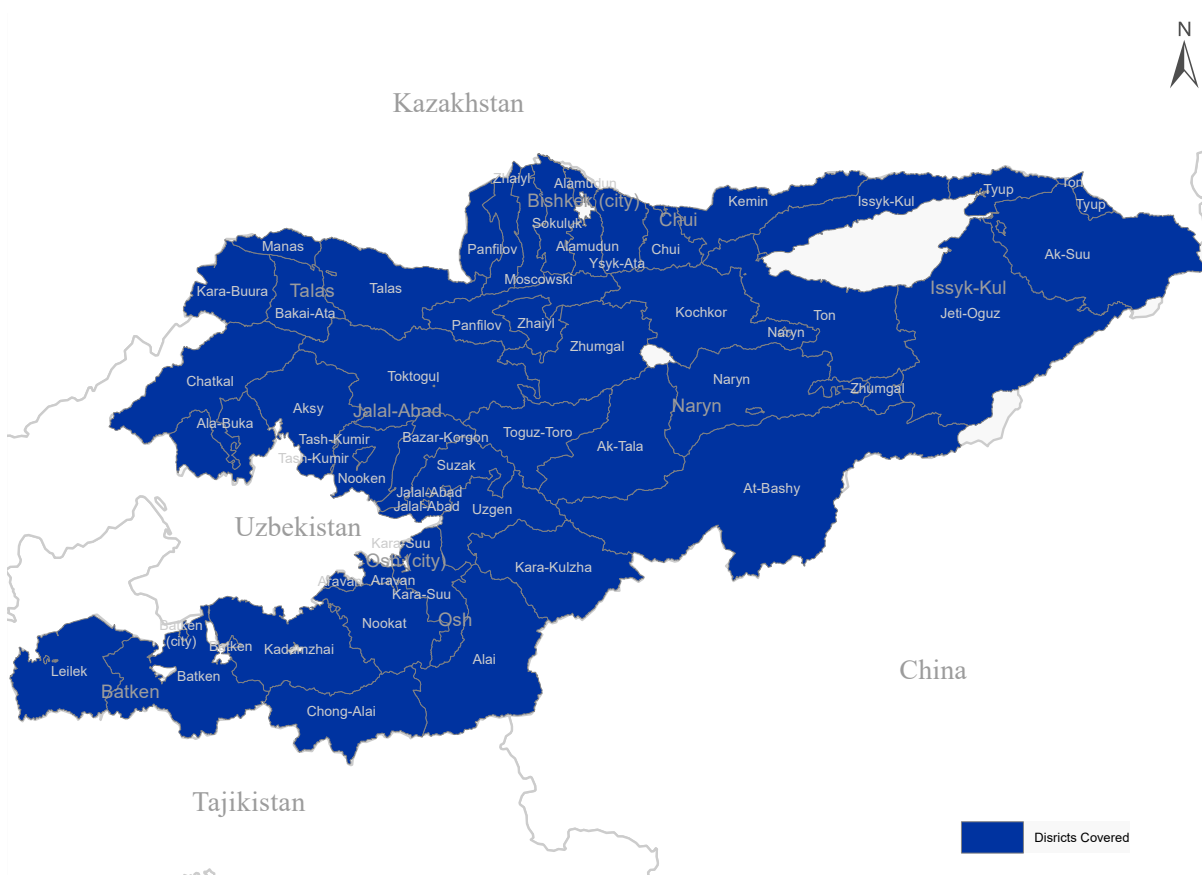 N
Kazakhstan
Zhaiyl
Alamudun
Bishkek (city)
Kemin
Issyk-Kul
Tyup
Ton
Tyup
Sokuluk
Chui
Manas
Panfilov
Alamudun
Chui
Ak-Suu
Ysyk-Ata
Moscowski
Kara-Buura
Talas
Talas
Issyk-Kul
Bakai-Ata
Kochkor
Ton
Jeti-Oguz
Panfilov
Zhaiyl
Naryn
Zhumgal
Chatkal
Toktogul
Naryn
Zhumgal
Aksy
Jalal-Abad
Naryn
Ala-Buka
Tash-Kumir
Bazar-Korgon
Toguz-Toro
Ak-Tala
Tash-Kumir
Suzak
Nooken
At-Bashy
Jalal-Abad
Jalal-Abad
Uzgen
Uzbekistan
Kara-Suu
Osh (city)
Kara-Kulzha
Aravan
Aravan
Kara-Suu
Nookat
Osh
Batken
(city)
Batken
Kadamzhai
Alai
Leilek
Batken
Batken
China
Chong-Alai
Tajikistan
Disricts Covered